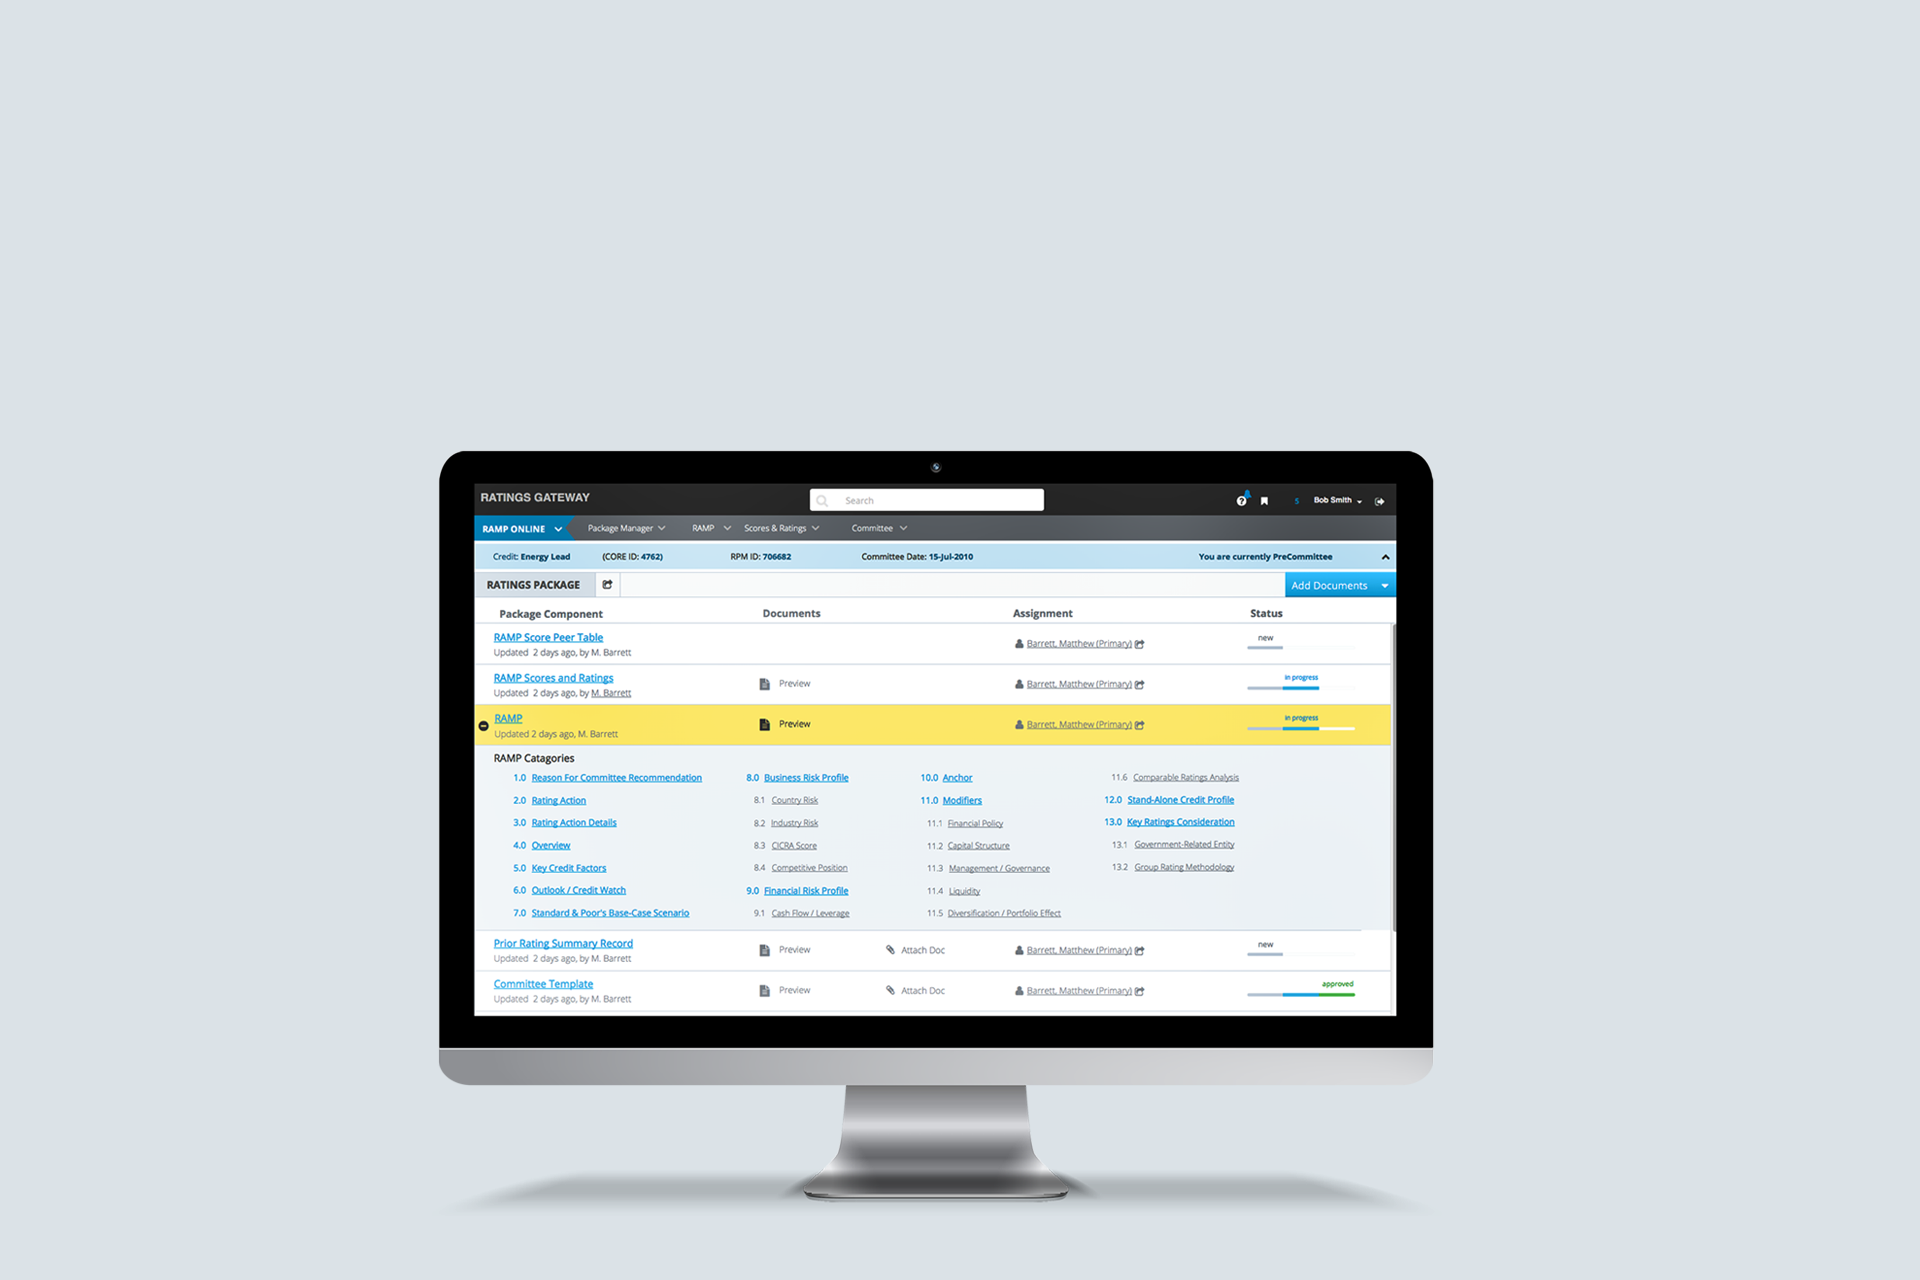 RATINGS GATEWAY
Search
5
Bob Smith
RAMP ONLINE
Package Manager
RAMP
Scores & Ratings
Committee
Credit: Energy Lead (CORE ID: 4762) RPM ID: 706682 Committee Date: 15-Jul-2010 You are currently PreCommittee
RATINGS PACKAGE
Add Documents
Package Component Documents Assignment Status
RAMP Score Peer Table
Updated 2 days ago, by M. Barrett
Barrett, Matthew (Primary)
new
RAMP Scores and Ratings
Updated 2 days ago, by M. Barrett
Preview
Barrett, Matthew (Primary)
in progress
RAMP
Updated 2 days ago, M. Barrett
Preview
Barrett, Matthew (Primary)
in progress
RAMP Catagories
1.0 Reason For Committee Recommendation
2.0 Rating Action
3.0 Rating Action Details
4.0 Overview
5.0 Key Credit Factors
6.0 Outlook / Credit Watch
7.0 Standard & Poor's Base-Case Scenario
8.0 Business Risk Profile
8.1 Country Risk
8.2 Industry Risk
8.3 CICRA Score
8.4 Competitive Position
9.0 Financial Risk Profile
9.1 Cash Flow / Leverage
10.0 Anchor
11.0 Modifiers
11.1 Financial Policy
11.2 Capital Structure
11.3 Management / Governance
11.4 Liquidity
11.5 Diversification / Portfolio Effect
11.6 Comparable Ratings Analysis
12.0 Stand-Alone Credit Profile
13.0 Key Ratings Consideration
13.1 Government-Related Entity
13.2 Group Rating Methodology
Prior Rating Summary Record
Updated 2 days ago, by M. Barrett
Preview
Attach Doc
Barrett, Matthew (Primary)
new
Committee Template
Updated 2 days ago, by M. Barrett
Preview
Attach Doc
Barrett, Matthew (Primary)
approved